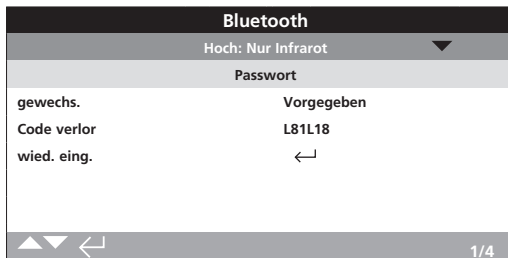 Bluetooth
Hoch: Nur Infrarot
Passwort
gewechs. Vorgegeben
Code verlor L81L18
wied. eing.
1/4